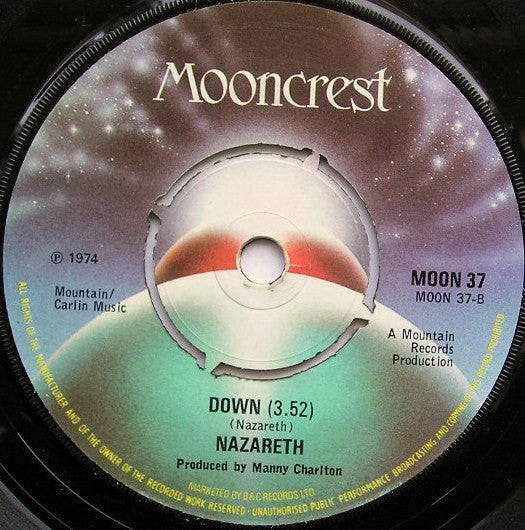 Mooncrest
℗ 1974
Mountain/
Carlin Music
MOON 37
MOON 37-B
A Mountain
Records
Production
DOWN (3.52)
(Nazareth)
NAZARETH
Produced by Manny Charlton
MARKETED BY B&C RECORDS LTD
ALL RIGHTS OF THE MANUFACTURER AND OF THE OWNER OF THE RECORDED WORK RESERVED · UNAUTHORISED PUBLIC PERFORMANCE BROADCASTING AND COPYING OF THIS RECORD PROHIBITED